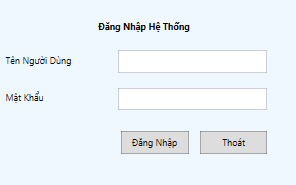 Đăng Nhập Hệ Thống
Tên Người Dùng
Mật Khẩu
Đăng Nhập Thoát